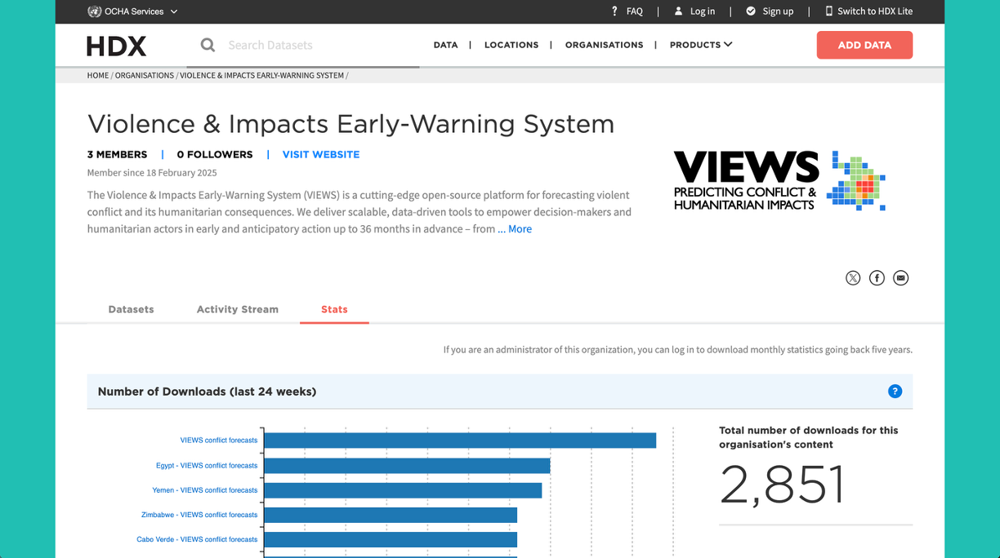 OCHA Services
? FAQ | Log in | Sign up | Switch to HDX Lite
HDX
Search Datasets
DATA | LOCATIONS | ORGANISATIONS | PRODUCTS
ADD DATA
HOME / ORGANISATIONS / VIOLENCE & IMPACTS EARLY-WARNING SYSTEM /
Violence & Impacts Early-Warning System
3 MEMBERS | 0 FOLLOWERS | VISIT WEBSITE
Member since 18 February 2025
The Violence & Impacts Early-Warning System (VIEWS) is a cutting-edge open-source platform for forecasting violent
conflict and its humanitarian consequences. We deliver scalable, data-driven tools to empower decision-makers and
humanitarian actors in early and anticipatory action up to 36 months in advance – from ... More
VIEWS
PREDICTING CONFLICT &
HUMANITARIAN IMPACTS
Datasets
Activity Stream
Stats
If you are an administrator of this organization, you can log in to download monthly statistics going back five years.
Number of Downloads (last 24 weeks)
?
VIEWS conflict forecasts
Egypt - VIEWS conflict forecasts
Yemen - VIEWS conflict forecasts
Zimbabwe - VIEWS conflict forecasts
Cabo Verde - VIEWS conflict forecasts
Total number of downloads for this
organisation's content
2,851